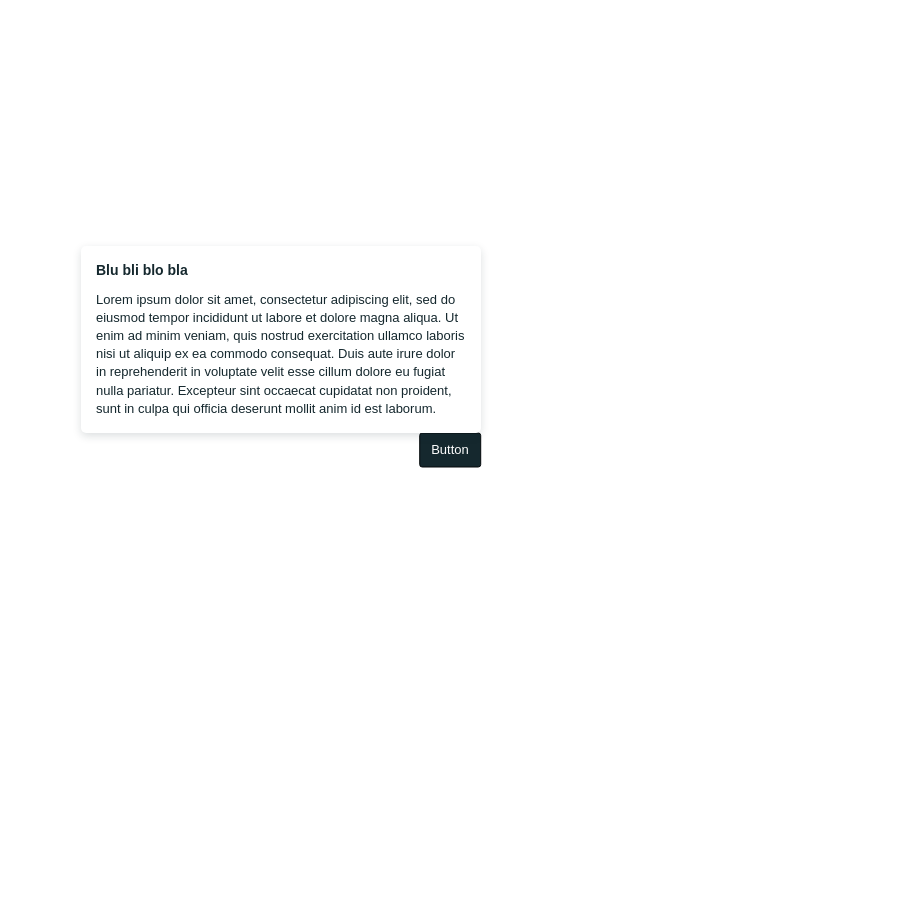 Blu bli blo bla
Lorem ipsum dolor sit amet, consectetur adipiscing elit, sed do
eiusmod tempor incididunt ut labore et dolore magna aliqua. Ut
enim ad minim veniam, quis nostrud exercitation ullamco laboris
nisi ut aliquip ex ea commodo consequat. Duis aute irure dolor
in reprehenderit in voluptate velit esse cillum dolore eu fugiat
nulla pariatur. Excepteur sint occaecat cupidatat non proident,
sunt in culpa qui officia deserunt mollit anim id est laborum.
Button